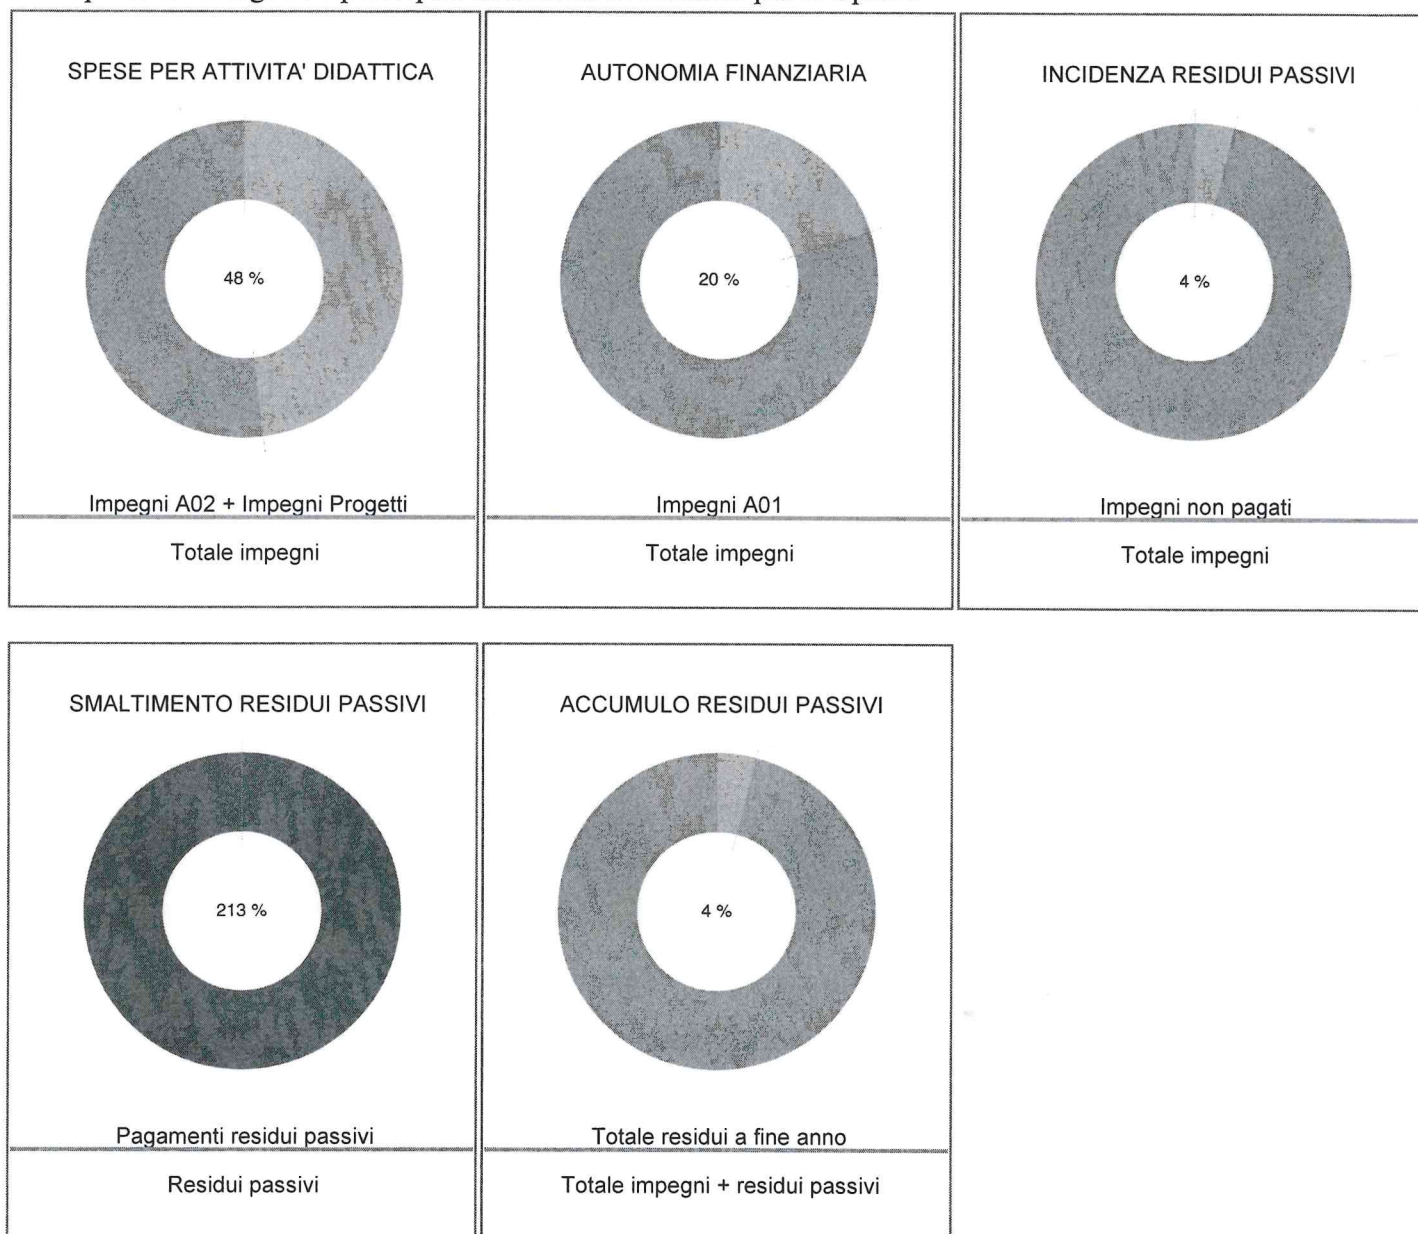 SPESE PER ATTIVITA' DIDATTICA
48 %
Impegni A02 + Impegni Progetti
Totale impegni
AUTONOMIA FINANZIARIA
20 %
Impegni A01
Totale impegni
INCIDENZA RESIDUI PASSIVI
4 %
Impegni non pagati
Totale impegni
SMALTIMENTO RESIDUI PASSIVI
213 %
Pagamenti residui passivi
Residui passivi
ACCUMULO RESIDUI PASSIVI
4 %
Totale residui a fine anno
Totale impegni + residui passivi